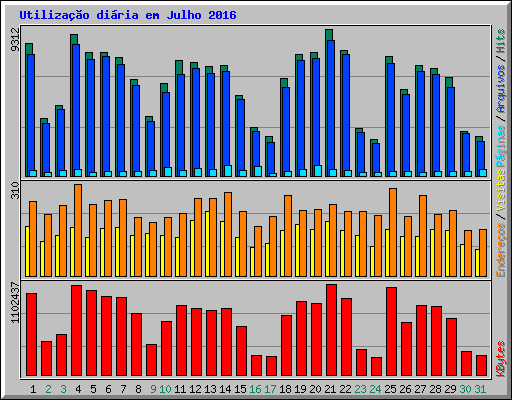 Utilização diária em Julho 2016
9312
310
1102437
Endereços / Visitas Páginas / Arquivos / Hits
KBytes
1 2 3 4 5 6 7 8 9 10 11 12 13 14 15 16 17 18 19 20 21 22 23 24 25 26 27 28 29 30 31